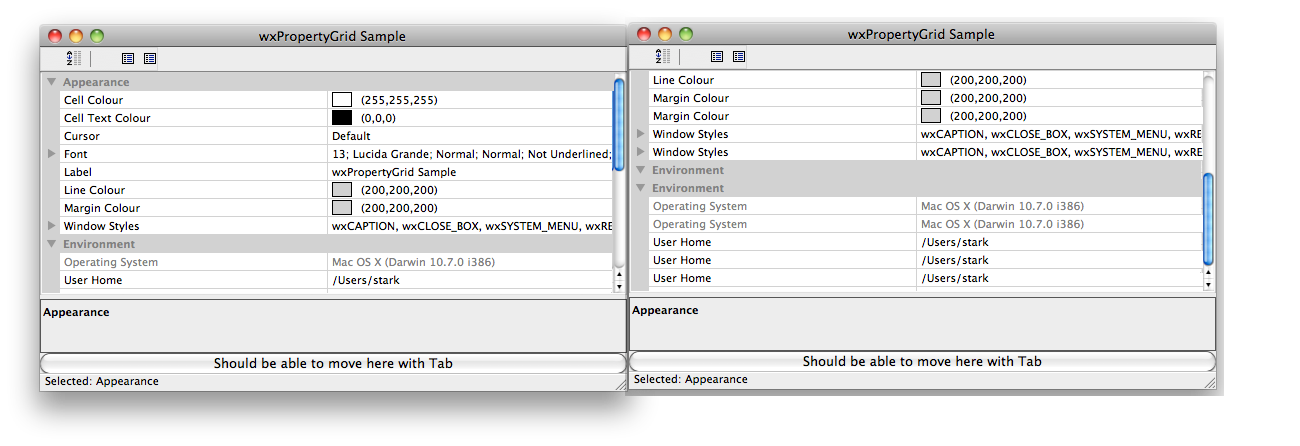 wxPropertyGrid Sample
Appearance
Cell Colour (255,255,255)
Cell Text Colour (0,0,0)
Cursor Default
Font 13; Lucida Grande; Normal; Normal; Not Underlined;
Label wxPropertyGrid Sample
Line Colour (200,200,200)
Margin Colour (200,200,200)
Window Styles wxCAPTION, wxCLOSE_BOX, wxSYSTEM_MENU, wxRE
Environment
Operating System Mac OS X (Darwin 10.7.0 i386)
User Home /Users/stark
Appearance
Should be able to move here with Tab
Selected: Appearance
wxPropertyGrid Sample
Line Colour (200,200,200)
Margin Colour (200,200,200)
Margin Colour (200,200,200)
Window Styles wxCAPTION, wxCLOSE_BOX, wxSYSTEM_MENU, wxRE
Window Styles wxCAPTION, wxCLOSE_BOX, wxSYSTEM_MENU, wxRE
Environment
Environment
Operating System Mac OS X (Darwin 10.7.0 i386)
Operating System Mac OS X (Darwin 10.7.0 i386)
User Home /Users/stark
User Home /Users/stark
User Home /Users/stark
Appearance
Should be able to move here with Tab
Selected: Appearance